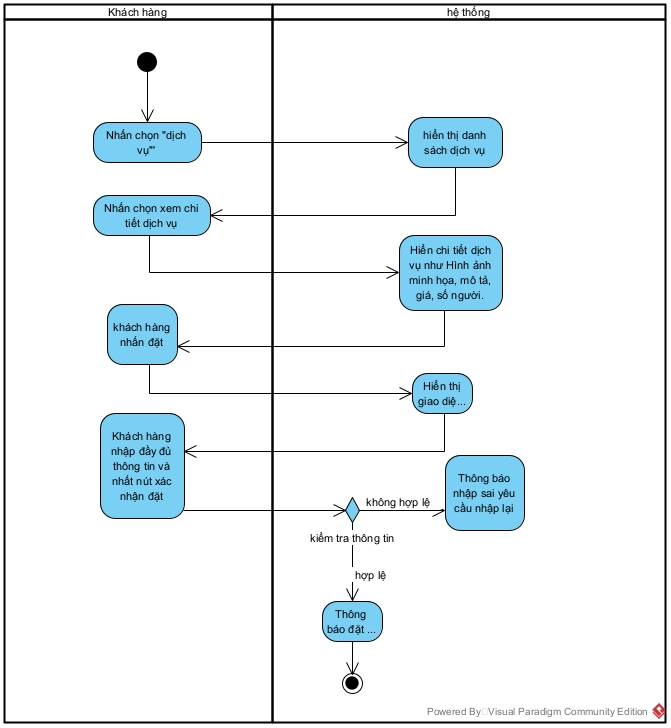 Khách hàng
hệ thống
Nhấn chọn "dịch
vụ""
hiển thị danh
sách dịch vụ
Nhấn chọn xem chi
tiết dịch vụ
Hiển chi tiết dịch
vụ như Hình ảnh
minh họa, mô tả,
giá, số người.
khách hàng
nhấn đặt
Hiển thị
giao diệ...
Khách hàng
nhập đầy đủ
thông tin và
nhất nút xác
nhận đặt
Thông báo
nhập sai yêu
cầu nhập lại
không hợp lệ
kiểm tra thông tin
hợp lệ
Thông
báo đặt ...
Powered By Visual Paradigm Community Edition